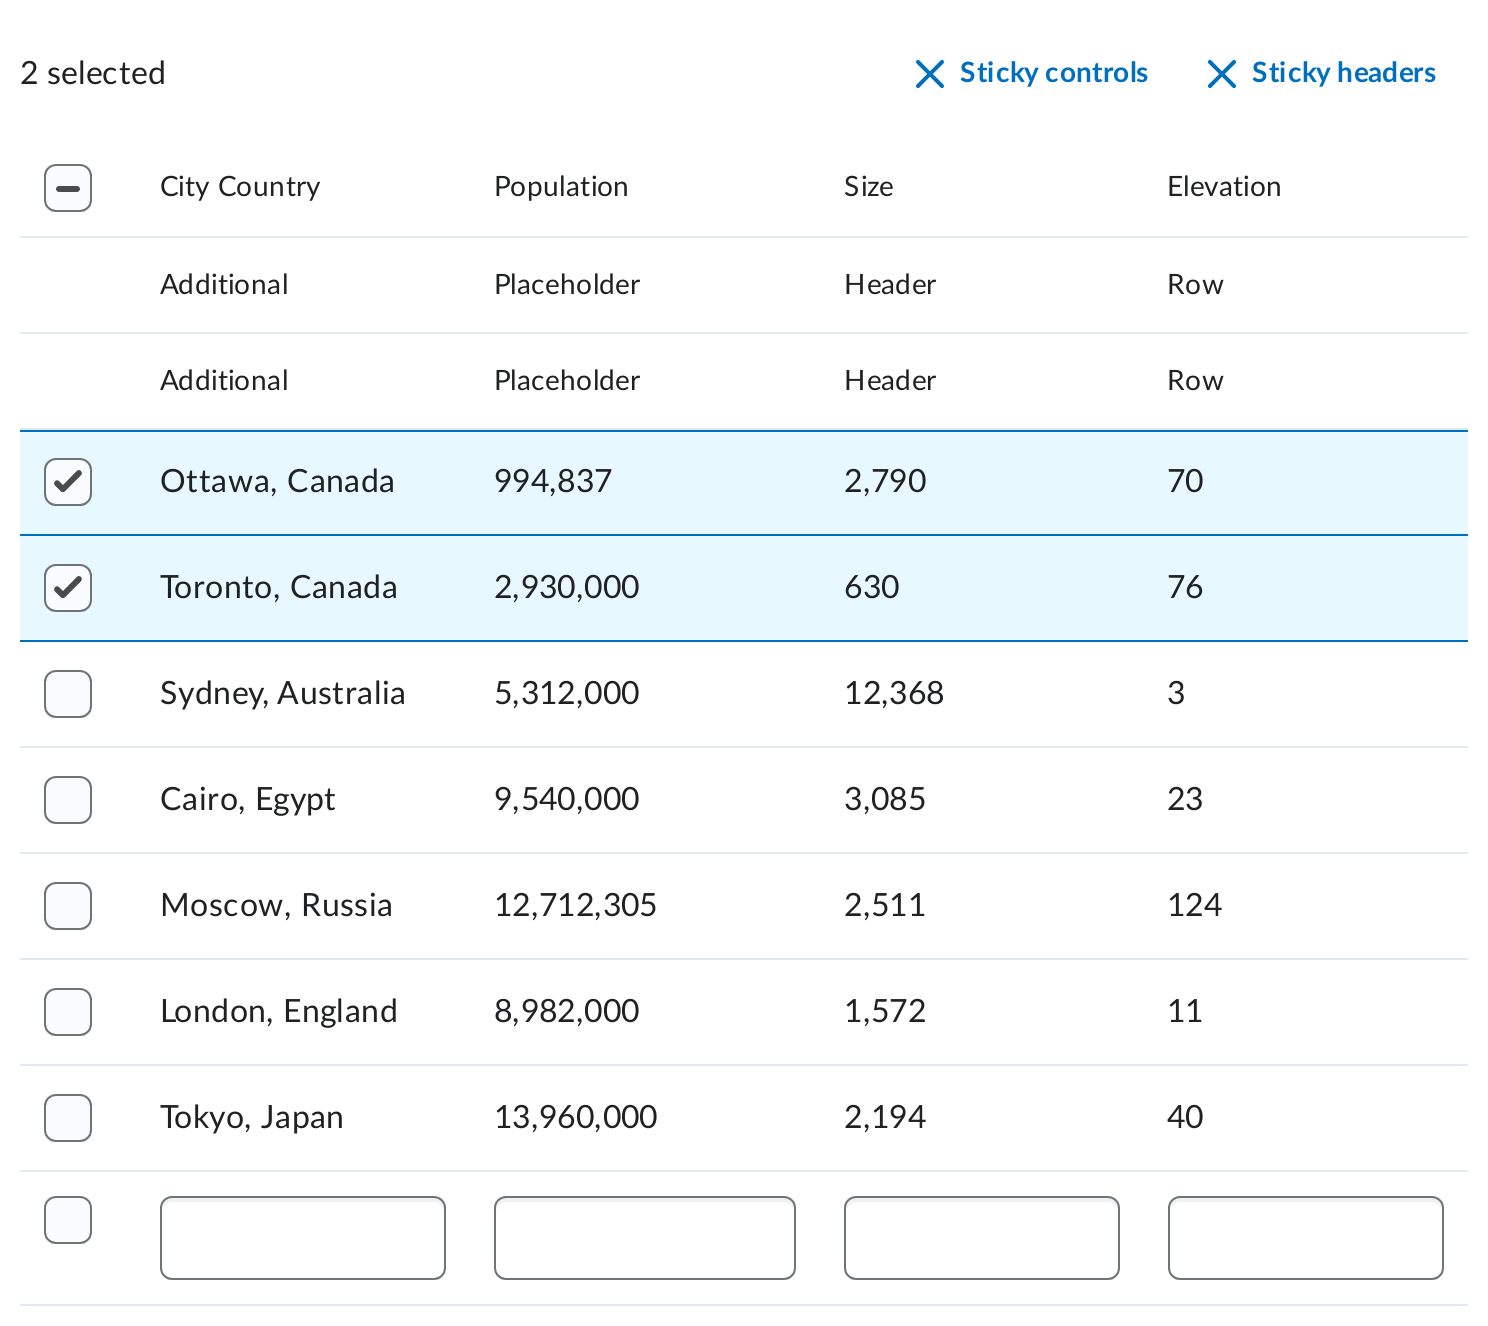 2 selected Sticky controls Sticky headers
City Country Population Size Elevation
Additional Placeholder Header Row
Additional Placeholder Header Row
Ottawa, Canada 994,837 2,790 70
Toronto, Canada 2,930,000 630 76
Sydney, Australia 5,312,000 12,368 3
Cairo, Egypt 9,540,000 3,085 23
Moscow, Russia 12,712,305 2,511 124
London, England 8,982,000 1,572 11
Tokyo, Japan 13,960,000 2,194 40